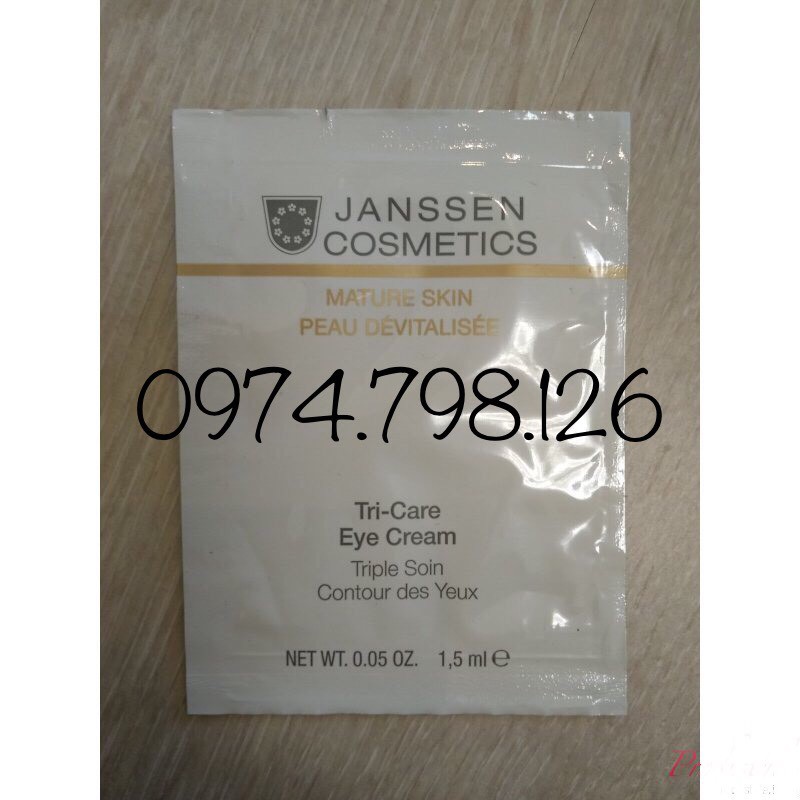 JANSSEN
COSMETICS
MATURE SKIN
PEAU DÉVITALISÉE
0974.798.126
Tri-Care
Eye Cream
Triple Soin
Contour des Yeux
NET WT. 0.05 OZ. 1,5 ml ℮